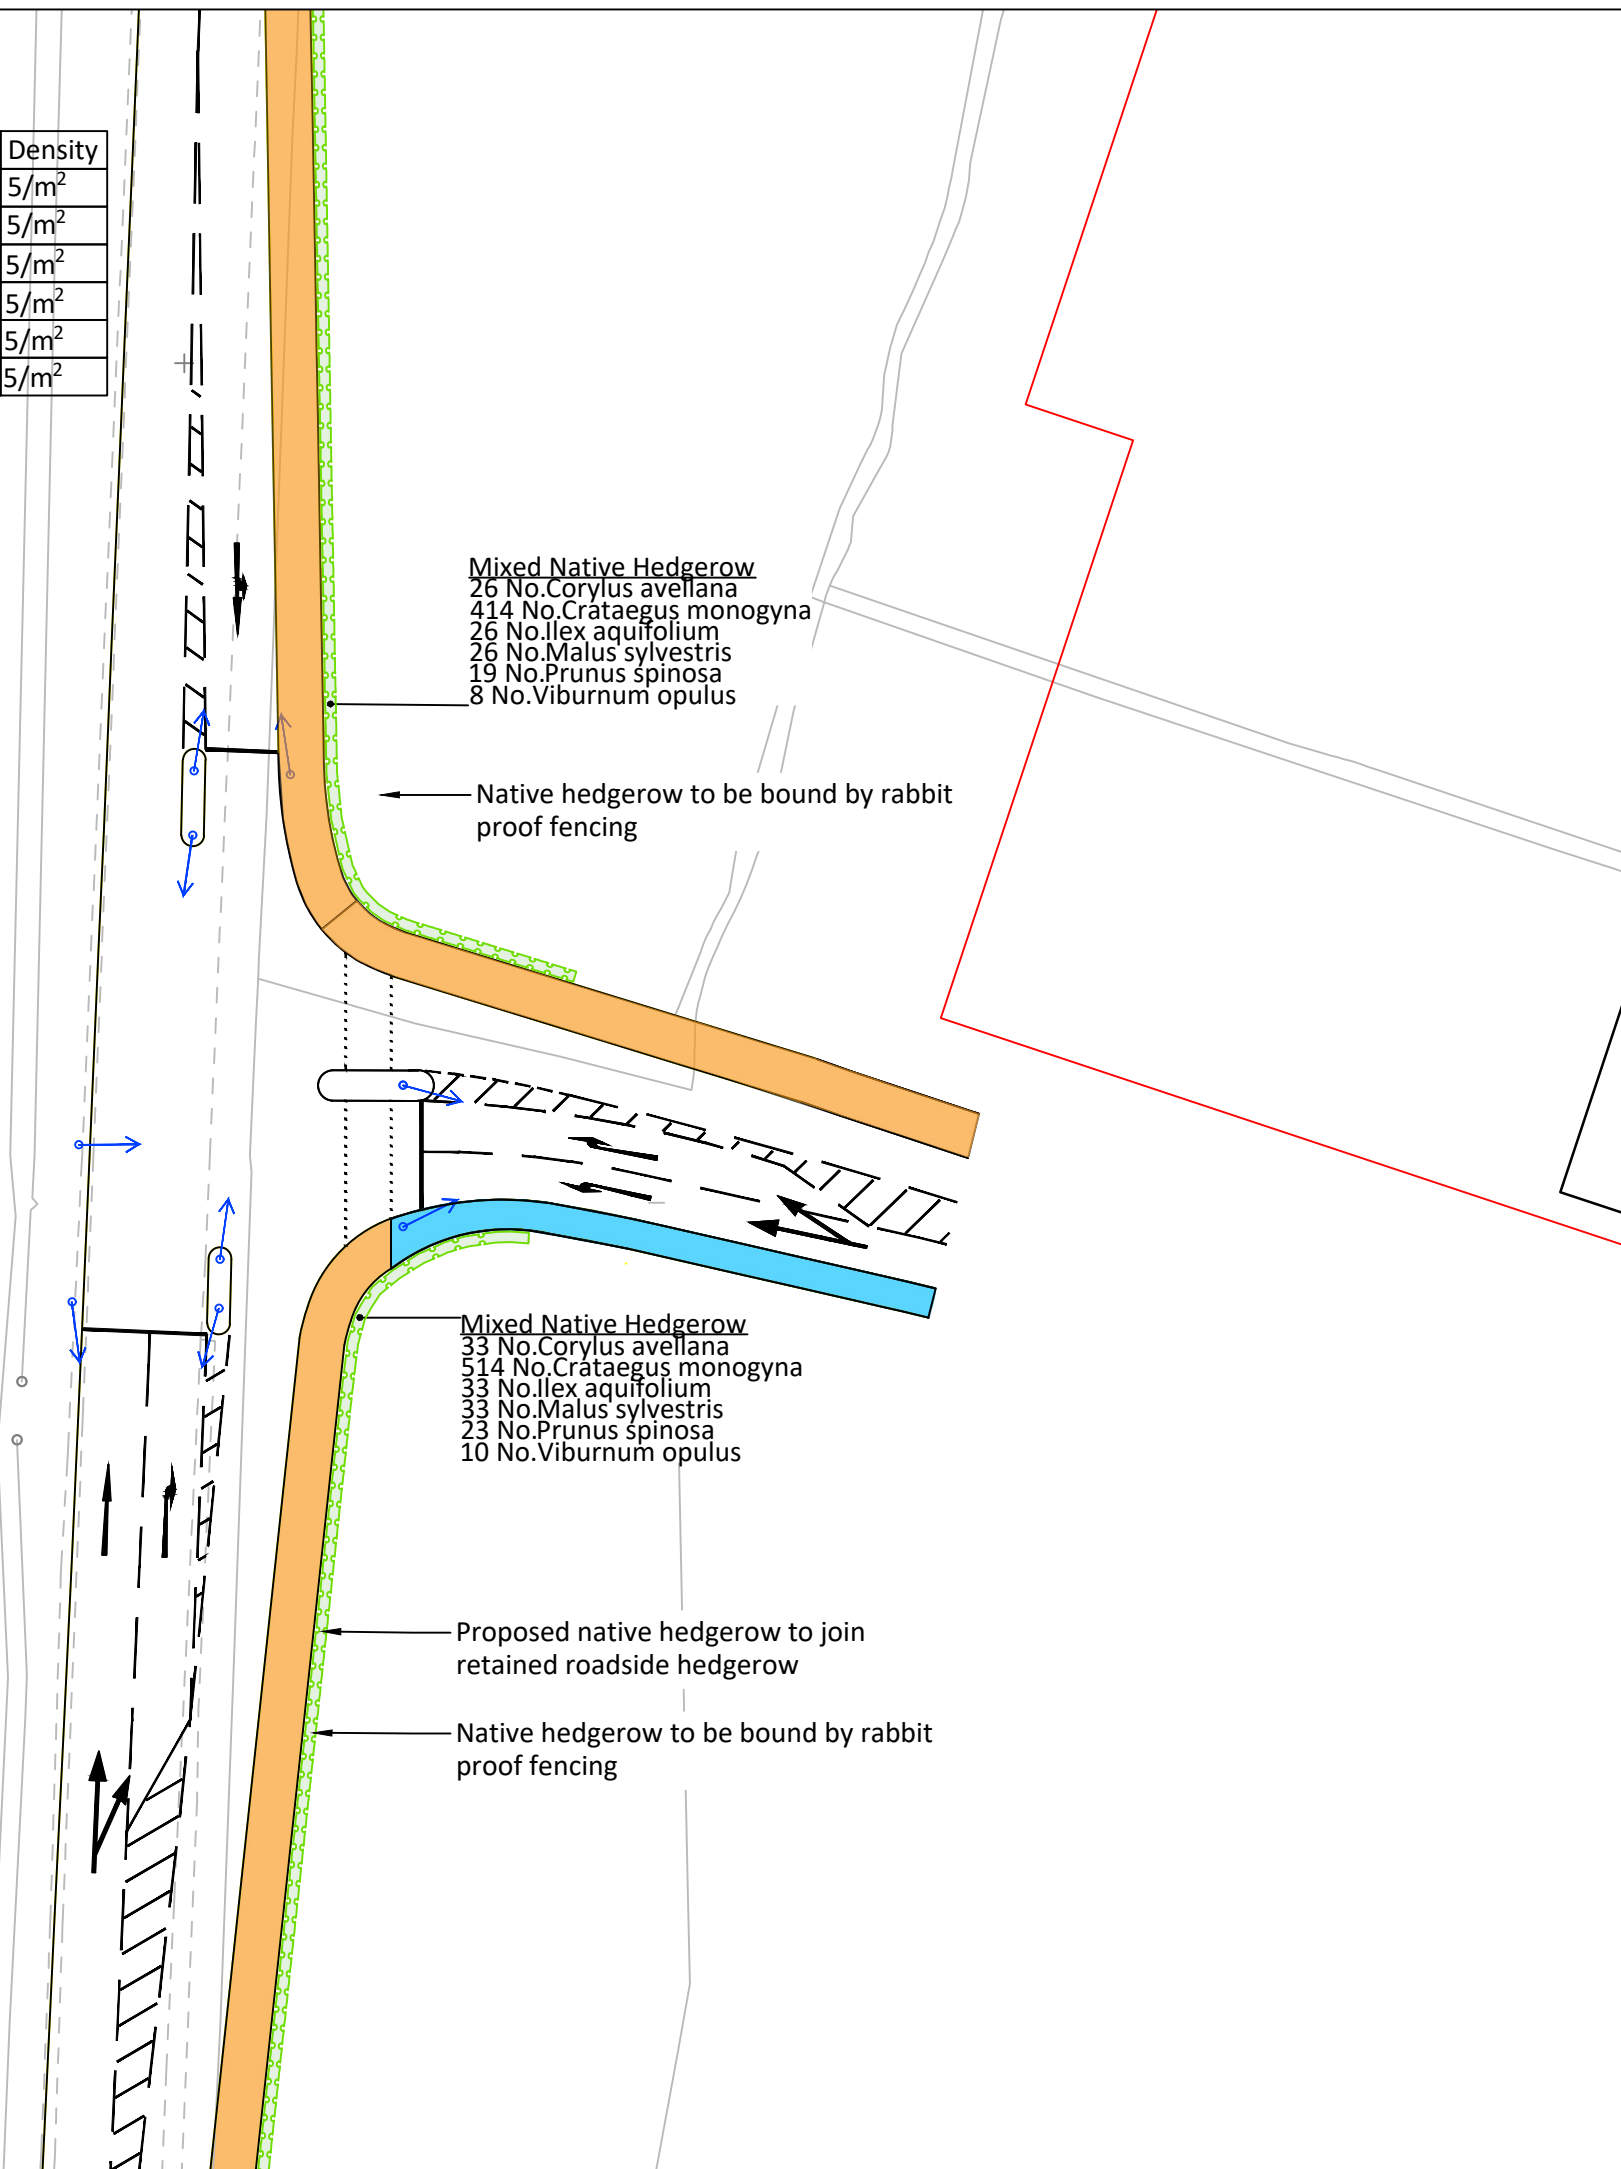 Density
5/m²
5/m²
5/m²
5/m²
5/m²
5/m²
Mixed Native Hedgerow
26 No.Corylus avellana
414 No.Crataegus monogyna
26 No.Ilex aquifolium
26 No.Malus sylvestris
19 No.Prunus spinosa
8 No.Viburnum opulus
Native hedgerow to be bound by rabbit
proof fencing
Mixed Native Hedgerow
33 No.Corylus avellana
514 No.Crataegus monogyna
33 No.Ilex aquifolium
33 No.Malus sylvestris
23 No.Prunus spinosa
10 No.Viburnum opulus
Proposed native hedgerow to join
retained roadside hedgerow
Native hedgerow to be bound by rabbit
proof fencing